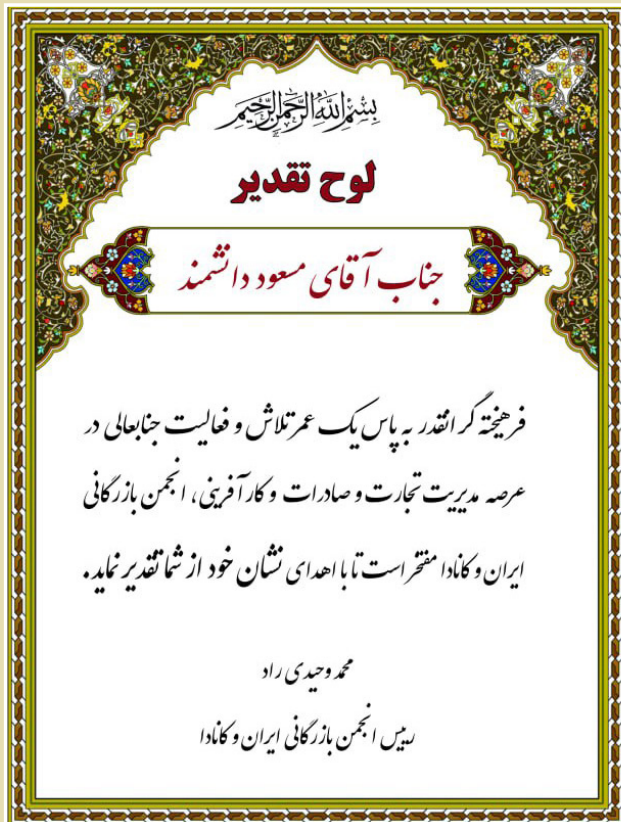 بسم الله الرحمن الرحیم
لوح تقدیر
جناب آقای مسعود دانشمند
فرهیخته گرانقدر به پاس یک عمر تلاش و فعالیت جنابعالی در
عرصه مدیریت تجارت و صادرات و کارآفرینی، انجمن بازرگانی
ایران و کانادا مفتخر است تا با اهدای نشان خود از شما تقدیر نماید.
محمد وحیدی راد
رییس انجمن بازرگانی ایران و کانادا